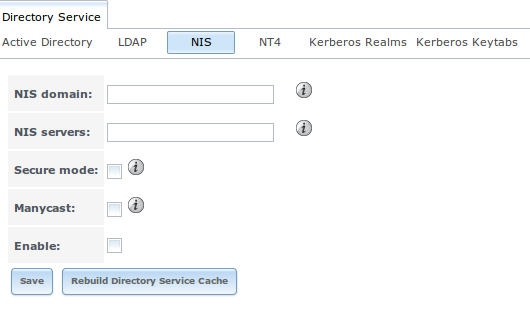 Directory Service
Active Directory LDAP NIS NT4 Kerberos Realms Kerberos Keytabs
NIS domain:
NIS servers:
Secure mode:
Manycast:
Enable:
Save Rebuild Directory Service Cache